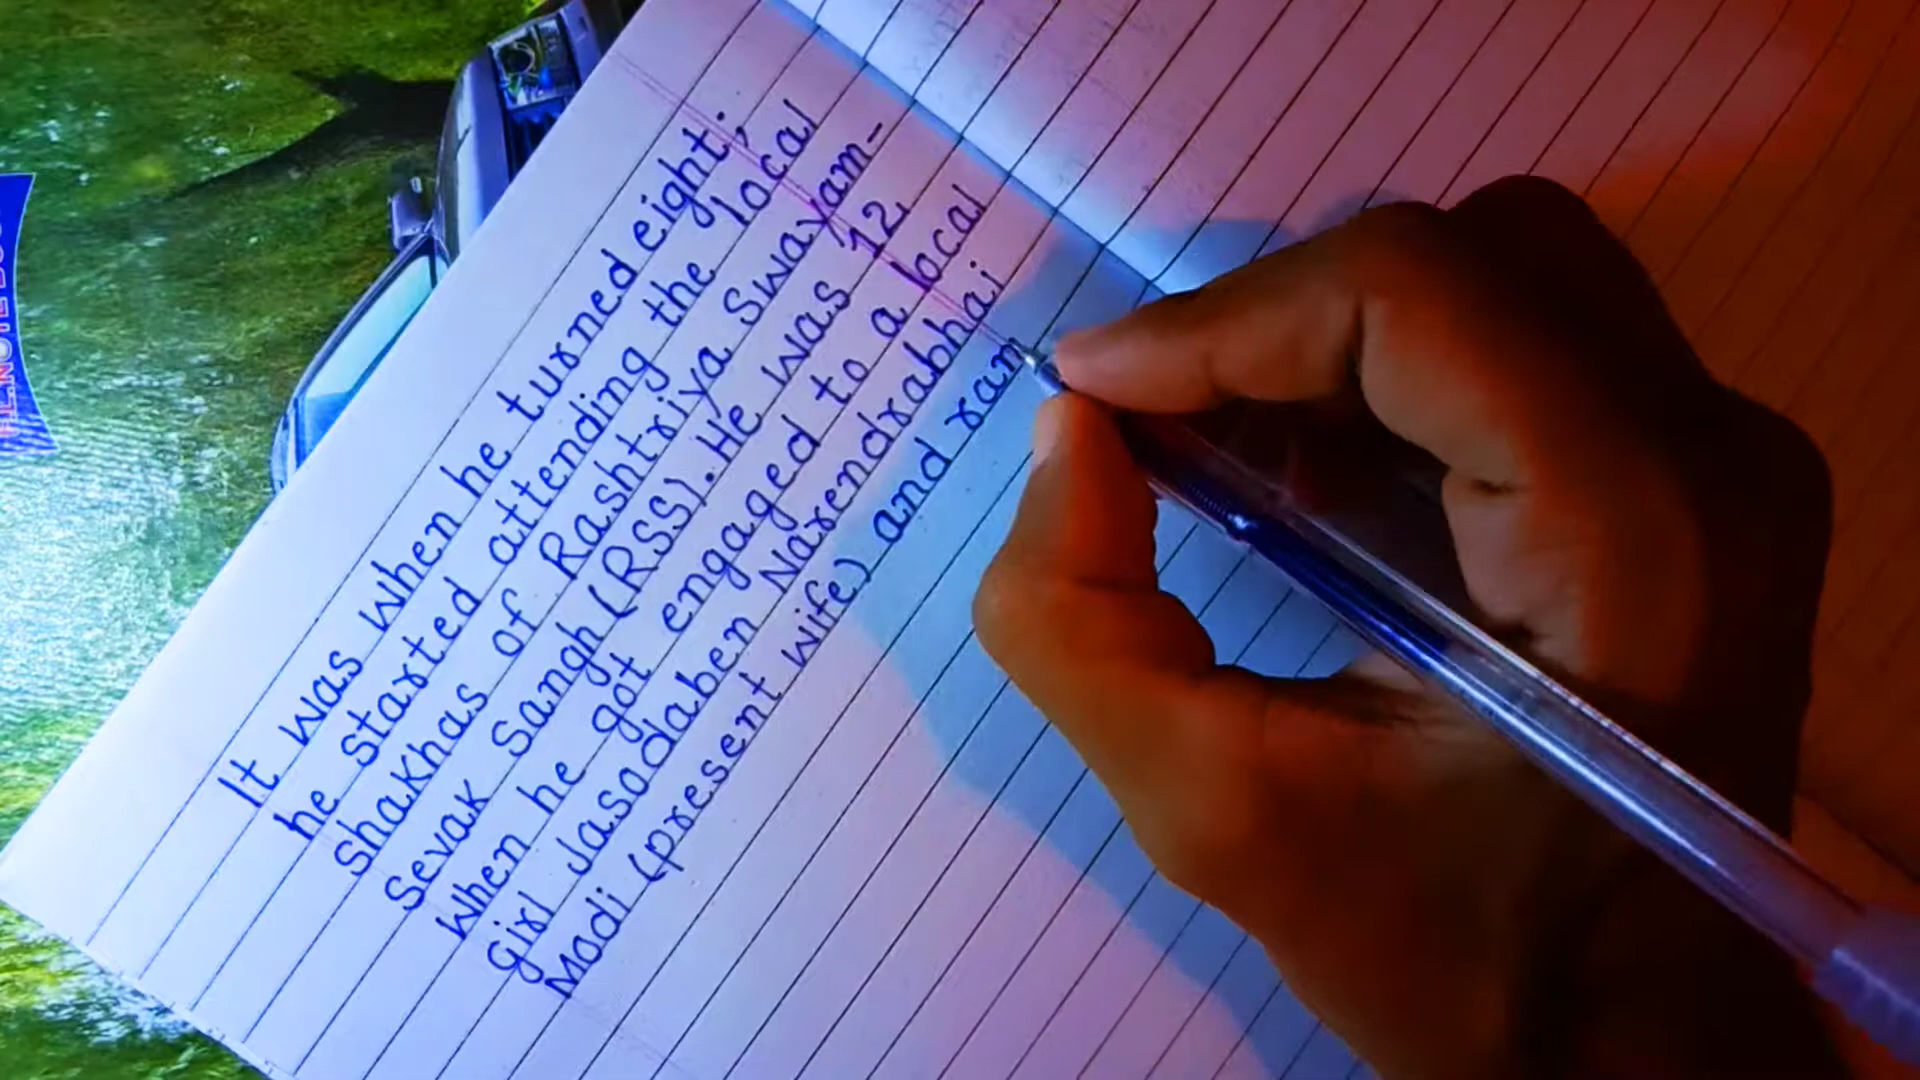 It was when he turned eight.,
he started attending the local
Shakhas of Rashtriya Swayam-
Sevak Sangh (RSS). He was 12,
When he got engaged to a local
girl Jasodaben Narendrabhai
Modi (present wife) and ran